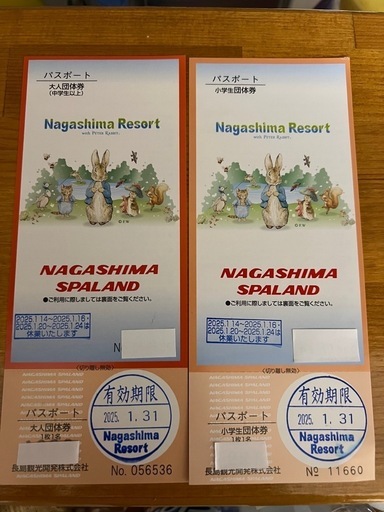 パスポート
大人団体券
(中学生以上)
Nagashima Resort
with PETER RABBIT™
©F.W.
NAGASHIMA
SPALAND
●ご利用に際しましては裏面をご覧ください。
2025.1.14~2025.1.16・
2025.1.20~2025.1.24は
休業いたします
N
(切り離し無効)
パスポート
大人団体券
1枚1名
有効期限
2025. 1. 31
Nagashima
Resort
長島観光開発株式会社
No. 056536
パスポート
小学生団体券
Nagashima Resort
with PETER RABBIT™
©F.W.
NAGASHIMA
SPALAND
●ご利用に際しましては裏面をご覧ください。
2025.1.14~2025.1.16・
2025.1.20~2025.1.24は
休業いたします
(切り離し無効)
パスポート
小学生団体券
1枚1名
有効期限
2025. 1. 31
Nagashima
Resort
長島観光開発株式会社
№ 11660